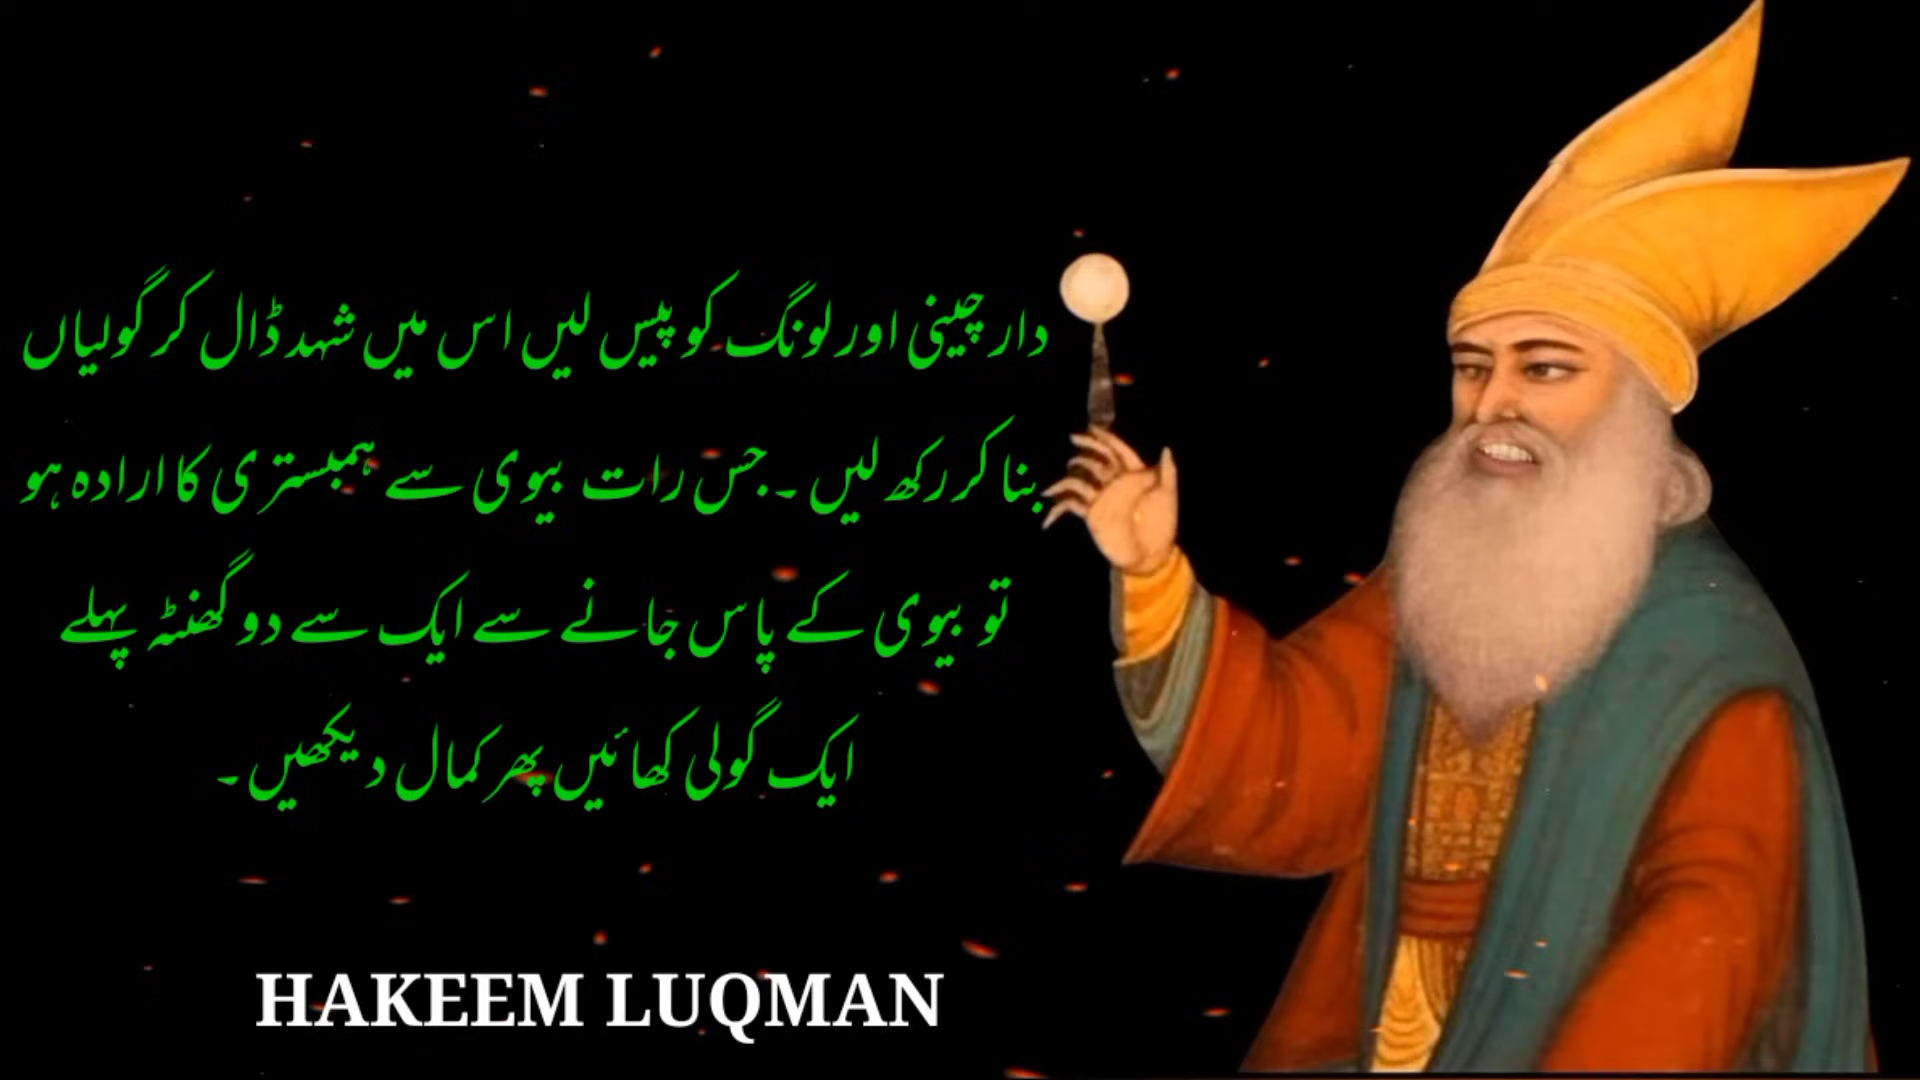 دار چینی اور لونگ کو پیس لیں اس میں شہد ڈال کر گولیاں
بنا کر رکھ لیں ۔ جس رات بیوی سے ہمبستری کا ارادہ ہو
تو بیوی کے پاس جانے سے ایک سے دو گھنٹہ پہلے
ایک گولی کھائیں پھر کمال دیکھیں ۔
HAKEEM LUQMAN